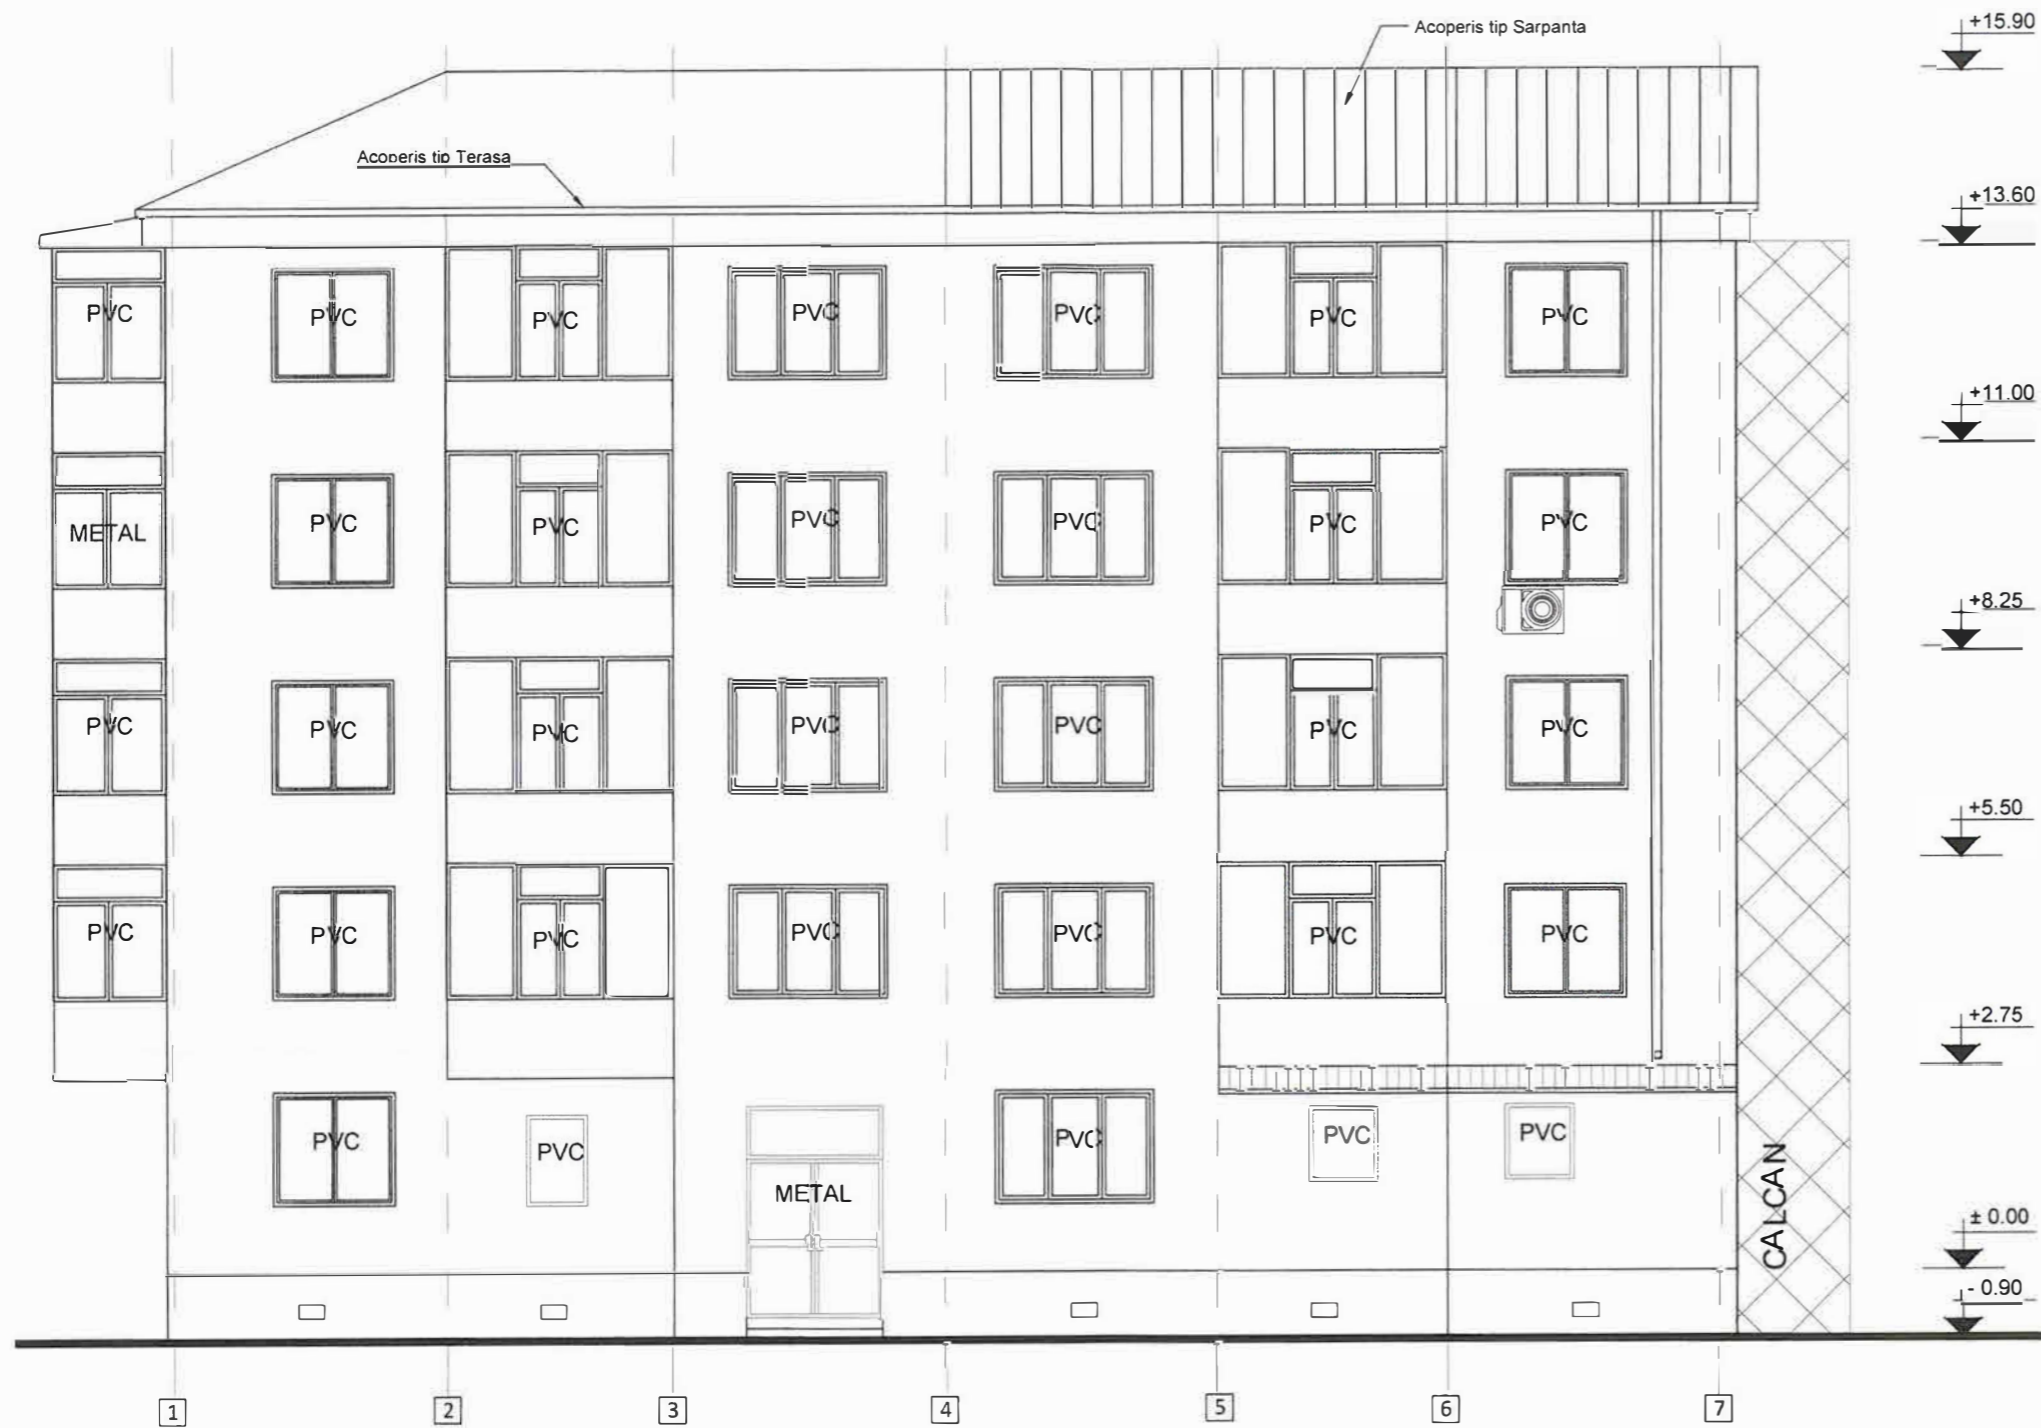 +15.90
Acoperis tip Sarpanta
Acoperis tip Terasa
+13.60
PVC PVC PVC PVC PVC PVC PVC
+11.00
METAL PVC PVC PVC PVC PVC PVC
+8.25
PVC PVC PVC PVC PVC PVC PVC
+5.50
PVC PVC PVC PVC PVC PVC PVC
+2.75
PVC PVC METAL PVC PVC PVC
CALCAN
± 0.00
- 0.90
1 2 3 4 5 6 7